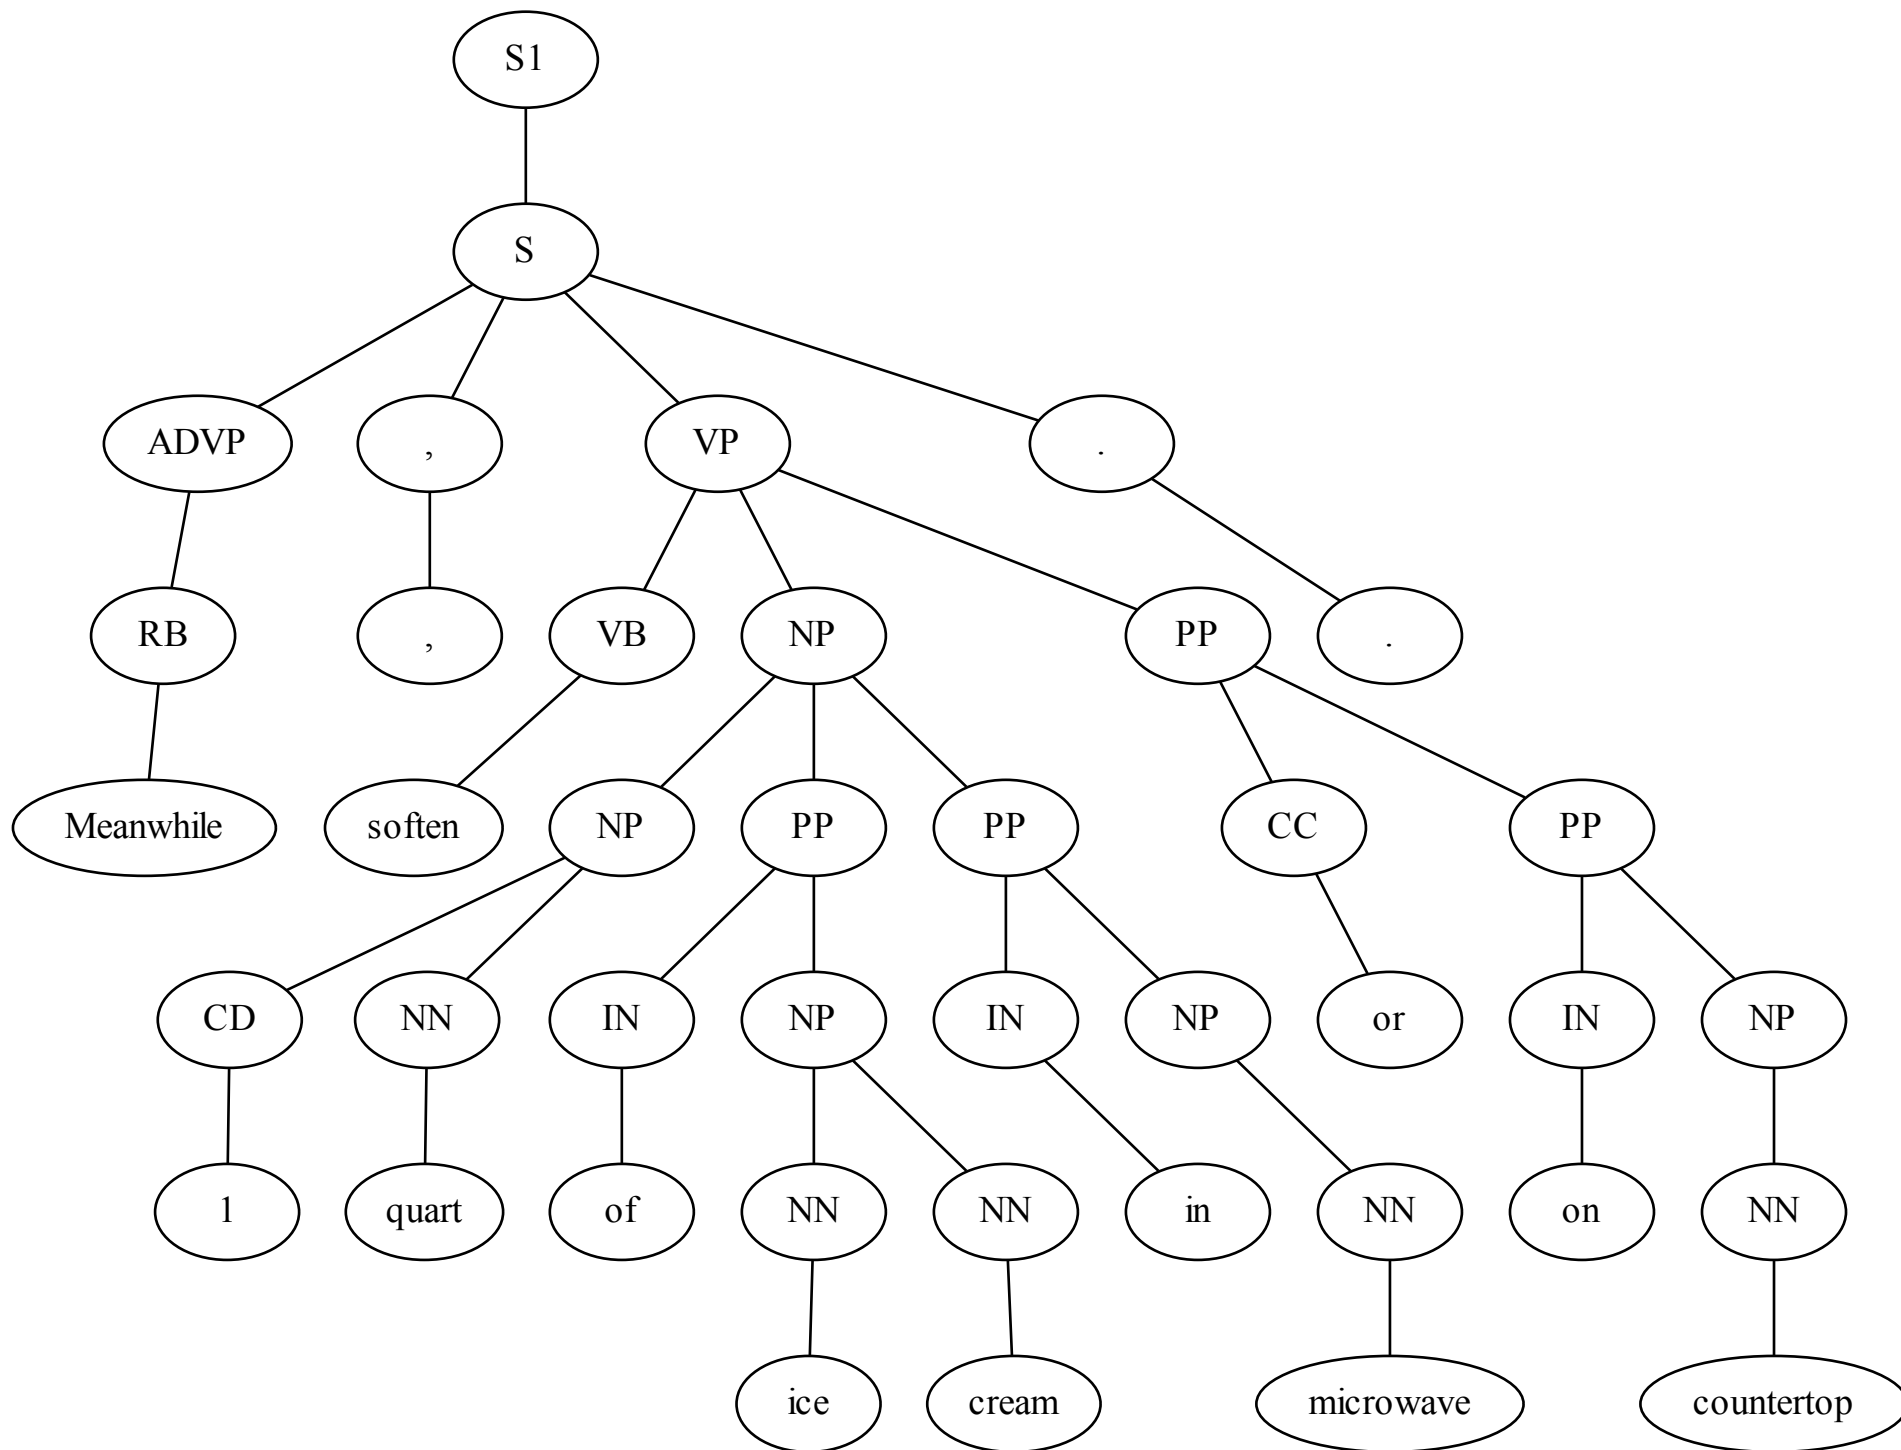 S1
S
ADVP , VP .
RB , VB NP PP .
Meanwhile soften NP PP PP CC PP
CD NN IN NP IN NP or IN NP
1 quart of NN NN in NN on NN
ice cream microwave countertop